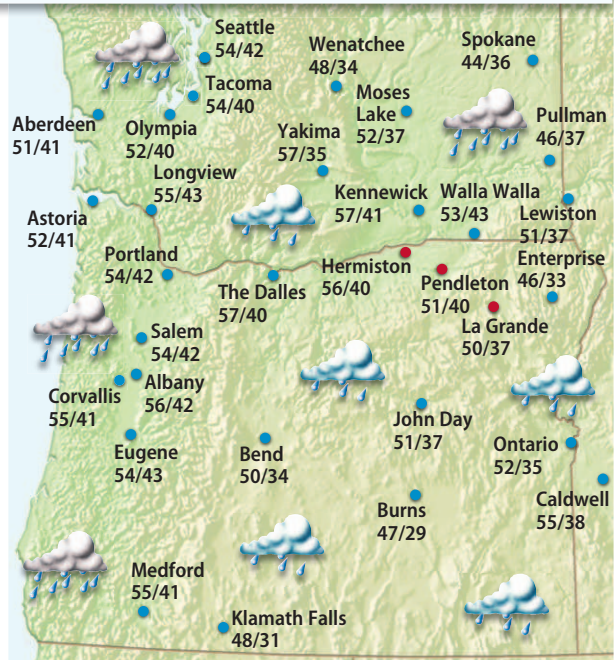 Seattle
54/42
Wenatchee
48/34
Spokane
44/36
Tacoma
54/40
Moses
Lake
52/37
Aberdeen
51/41
Olympia
52/40
Yakima
57/35
Pullman
46/37
Longview
55/43
Kennewick
57/41
Walla Walla
53/43
Lewiston
51/37
Astoria
52/41
Portland
54/42
The Dalles
57/40
Hermiston
56/40
Pendleton
51/40
Enterprise
46/33
La Grande
50/37
Salem
54/42
Corvallis
55/41
Albany
56/42
John Day
51/37
Eugene
54/43
Bend
50/34
Ontario
52/35
Burns
47/29
Caldwell
55/38
Medford
55/41
Klamath Falls
48/31